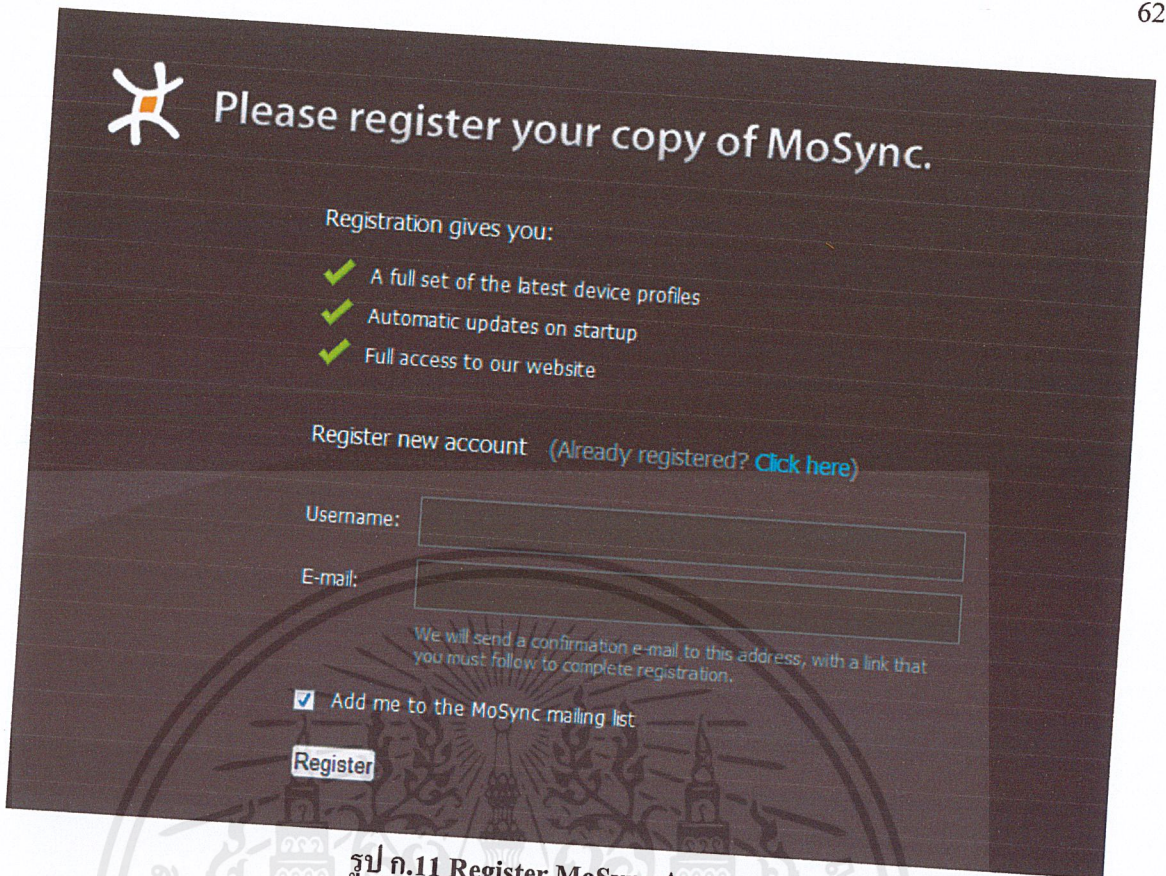 62
Please register your copy of MoSync.
Registration gives you:
A full set of the latest device profiles
Automatic updates on startup
Full access to our website
Register new account (Already registered? Click here)
Username:
E-mail:
We will send a confirmation e-mail to this address, with a link that
you must follow to complete registration.
Add me to the MoSync mailing list
Register
รูป ก.11 Register